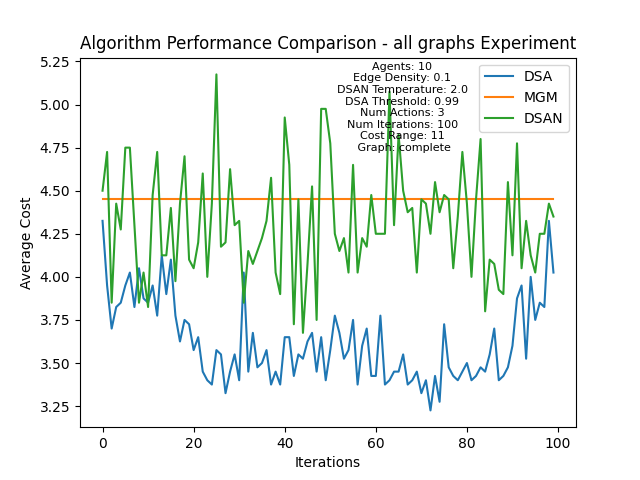 Algorithm Performance Comparison - all graphs Experiment
Agents: 10
Edge Density: 0.1
DSAN Temperature: 2.0
DSA Threshold: 0.99
Num Actions: 3
Num Iterations: 100
Cost Range: 11
Graph: complete
DSA
MGM
DSAN
Average Cost
5.25
5.00
4.75
4.50
4.25
4.00
3.75
3.50
3.25
0 20 40 60 80 100
Iterations